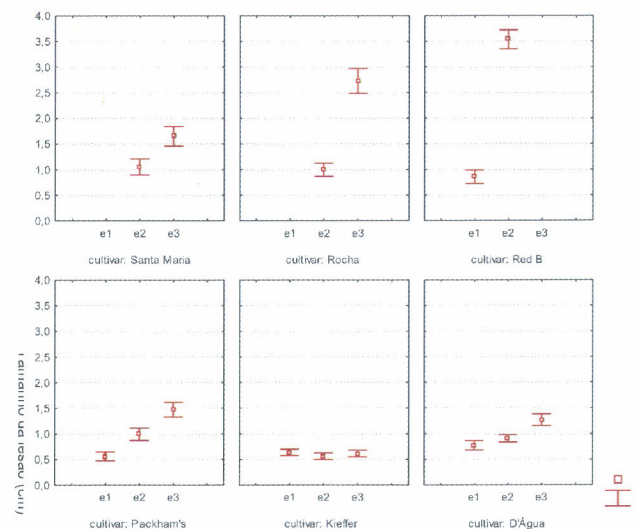 4,0
3,5
3,0
2,5
2,0
1,5
1,0
0,5
0,0
e1 e2 e3
e1 e2 e3
e1 e2 e3
cultivar: Santa Maria
cultivar: Rocha
cultivar: Red B
4,0
3,5
3,0
2,5
2,0
1,5
1,0
0,5
0,0
e1 e2 e3
e1 e2 e3
e1 e2 e3
cultivar: Packham's
cultivar: Kieffer
cultivar: D'Água